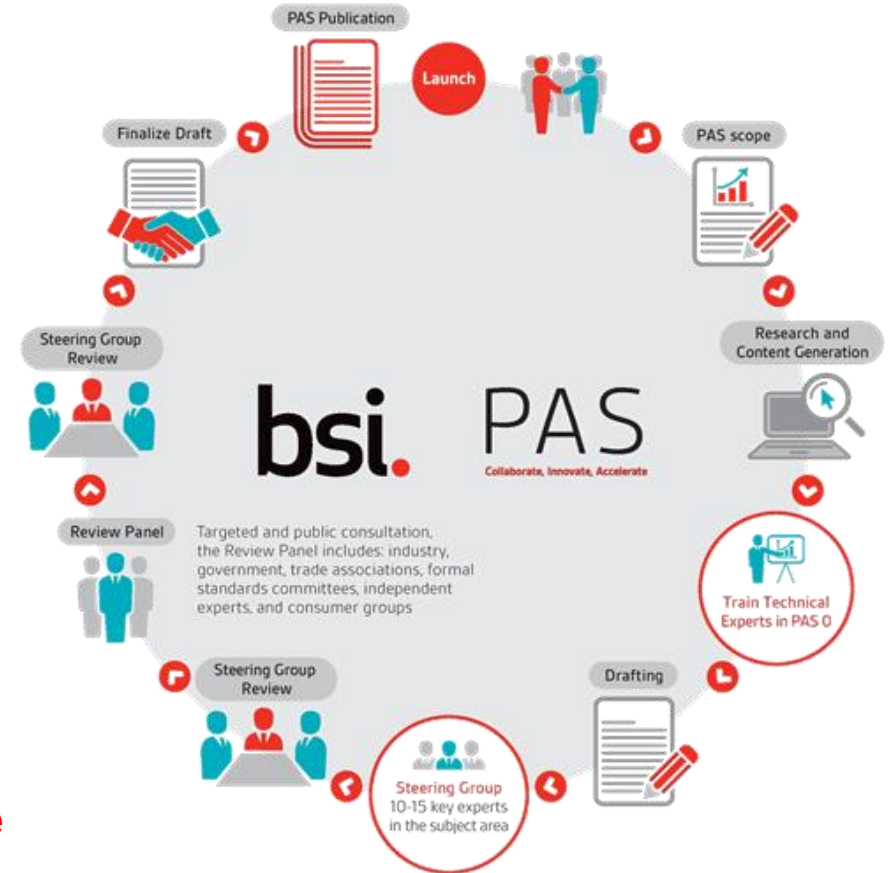 PAS Publication
Launch
PAS scope
Research and
Content Generation
Train Technical
Experts in PAS 0
Drafting
Steering Group
10-15 key experts
in the subject area
Steering Group
Review
Review Panel
Targeted and public consultation,
the Review Panel includes: industry,
government, trade associations, formal
standards committees, independent
experts, and consumer groups
Steering Group
Review
Finalize Draft
bsi.
PAS
Collaborate, Innovate, Accelerate
e